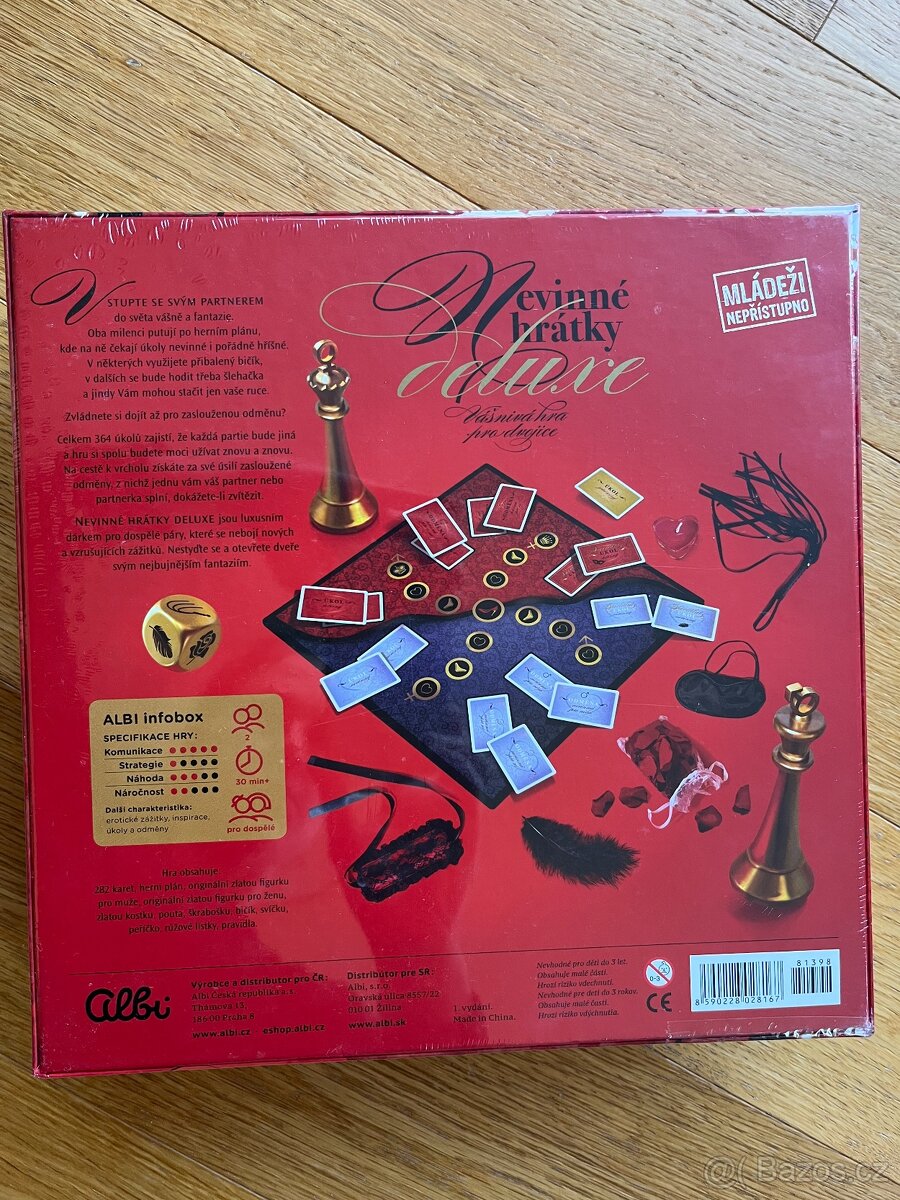 VSTUPTE SE SVÝM PARTNEREM
do světa vášně a fantazie.
Oba milenci putují po herním plánu,
kde na ně čekají úkoly nevinné i pořádně hříšné.
V některých využijete přibalený bičík,
v dalších se bude hodit třeba šlehačka
a jindy Vám mohou stačit jen vaše ruce.
Zvládnete si dojít až pro zaslouženou odměnu?
Celkem 364 úkolů zajistí, že každá partie bude jiná
a hru si spolu budete moci užívat znovu a znovu.
Na cestě k vrcholu získáte za své úsilí zasloužené
odměny, z nichž jednu vám váš partner nebo
partnerka splní, dokážete-li zvítězit.
NEVINNÉ HRÁTKY DELUXE jsou luxusním
dárkem pro dospělé páry, které se nebojí nových
a vzrušujících zážitků. Nestyďte se a otevřete dveře
svým nejbujnějším fantaziím.
Nevinné
hrátky
deluxe
Vášnivá hra
pro dvojice
MLÁDEŽI
NEPŘÍSTUPNO
ÚKOL
ÚKOL
ÚKOL
ALBI infobox
SPECIFIKACE HRY:
Komunikace
Strategie
Náhoda
Náročnost
2
30 min+
pro dospělé
Další charakteristika:
erotické zážitky, inspirace,
úkoly a odměny
Hra obsahuje:
282 karet, herní plán, originální zlatou figurku
pro muže, originální zlatou figurku pro ženu,
zlatou kostku, pouta, škrabošku, bičík, svíčku,
peříčko, růžové lístky, pravidla.
Albi
Výrobce a distributor pro ČR:
Albi Česká republika a.s.
Thámova 13,
186 00 Praha 8
www.albi.cz eshop.albi.cz
Distributor pre SR:
Albi, s.r.o.
Oravská ulica 8557/22
010 01 Žilina
www.albi.sk
1. vydání.
Made in China.
Nevhodné pro děti do 3 let.
Obsahuje malé části.
Hrozí riziko vdechnutí.
Nevhodné pre deti do 3 rokov.
Obsahuje malé časti.
Hrozí riziko vdýchnutia.
0-3
CE
81398
8 590228 028167
@( Bazos.cz